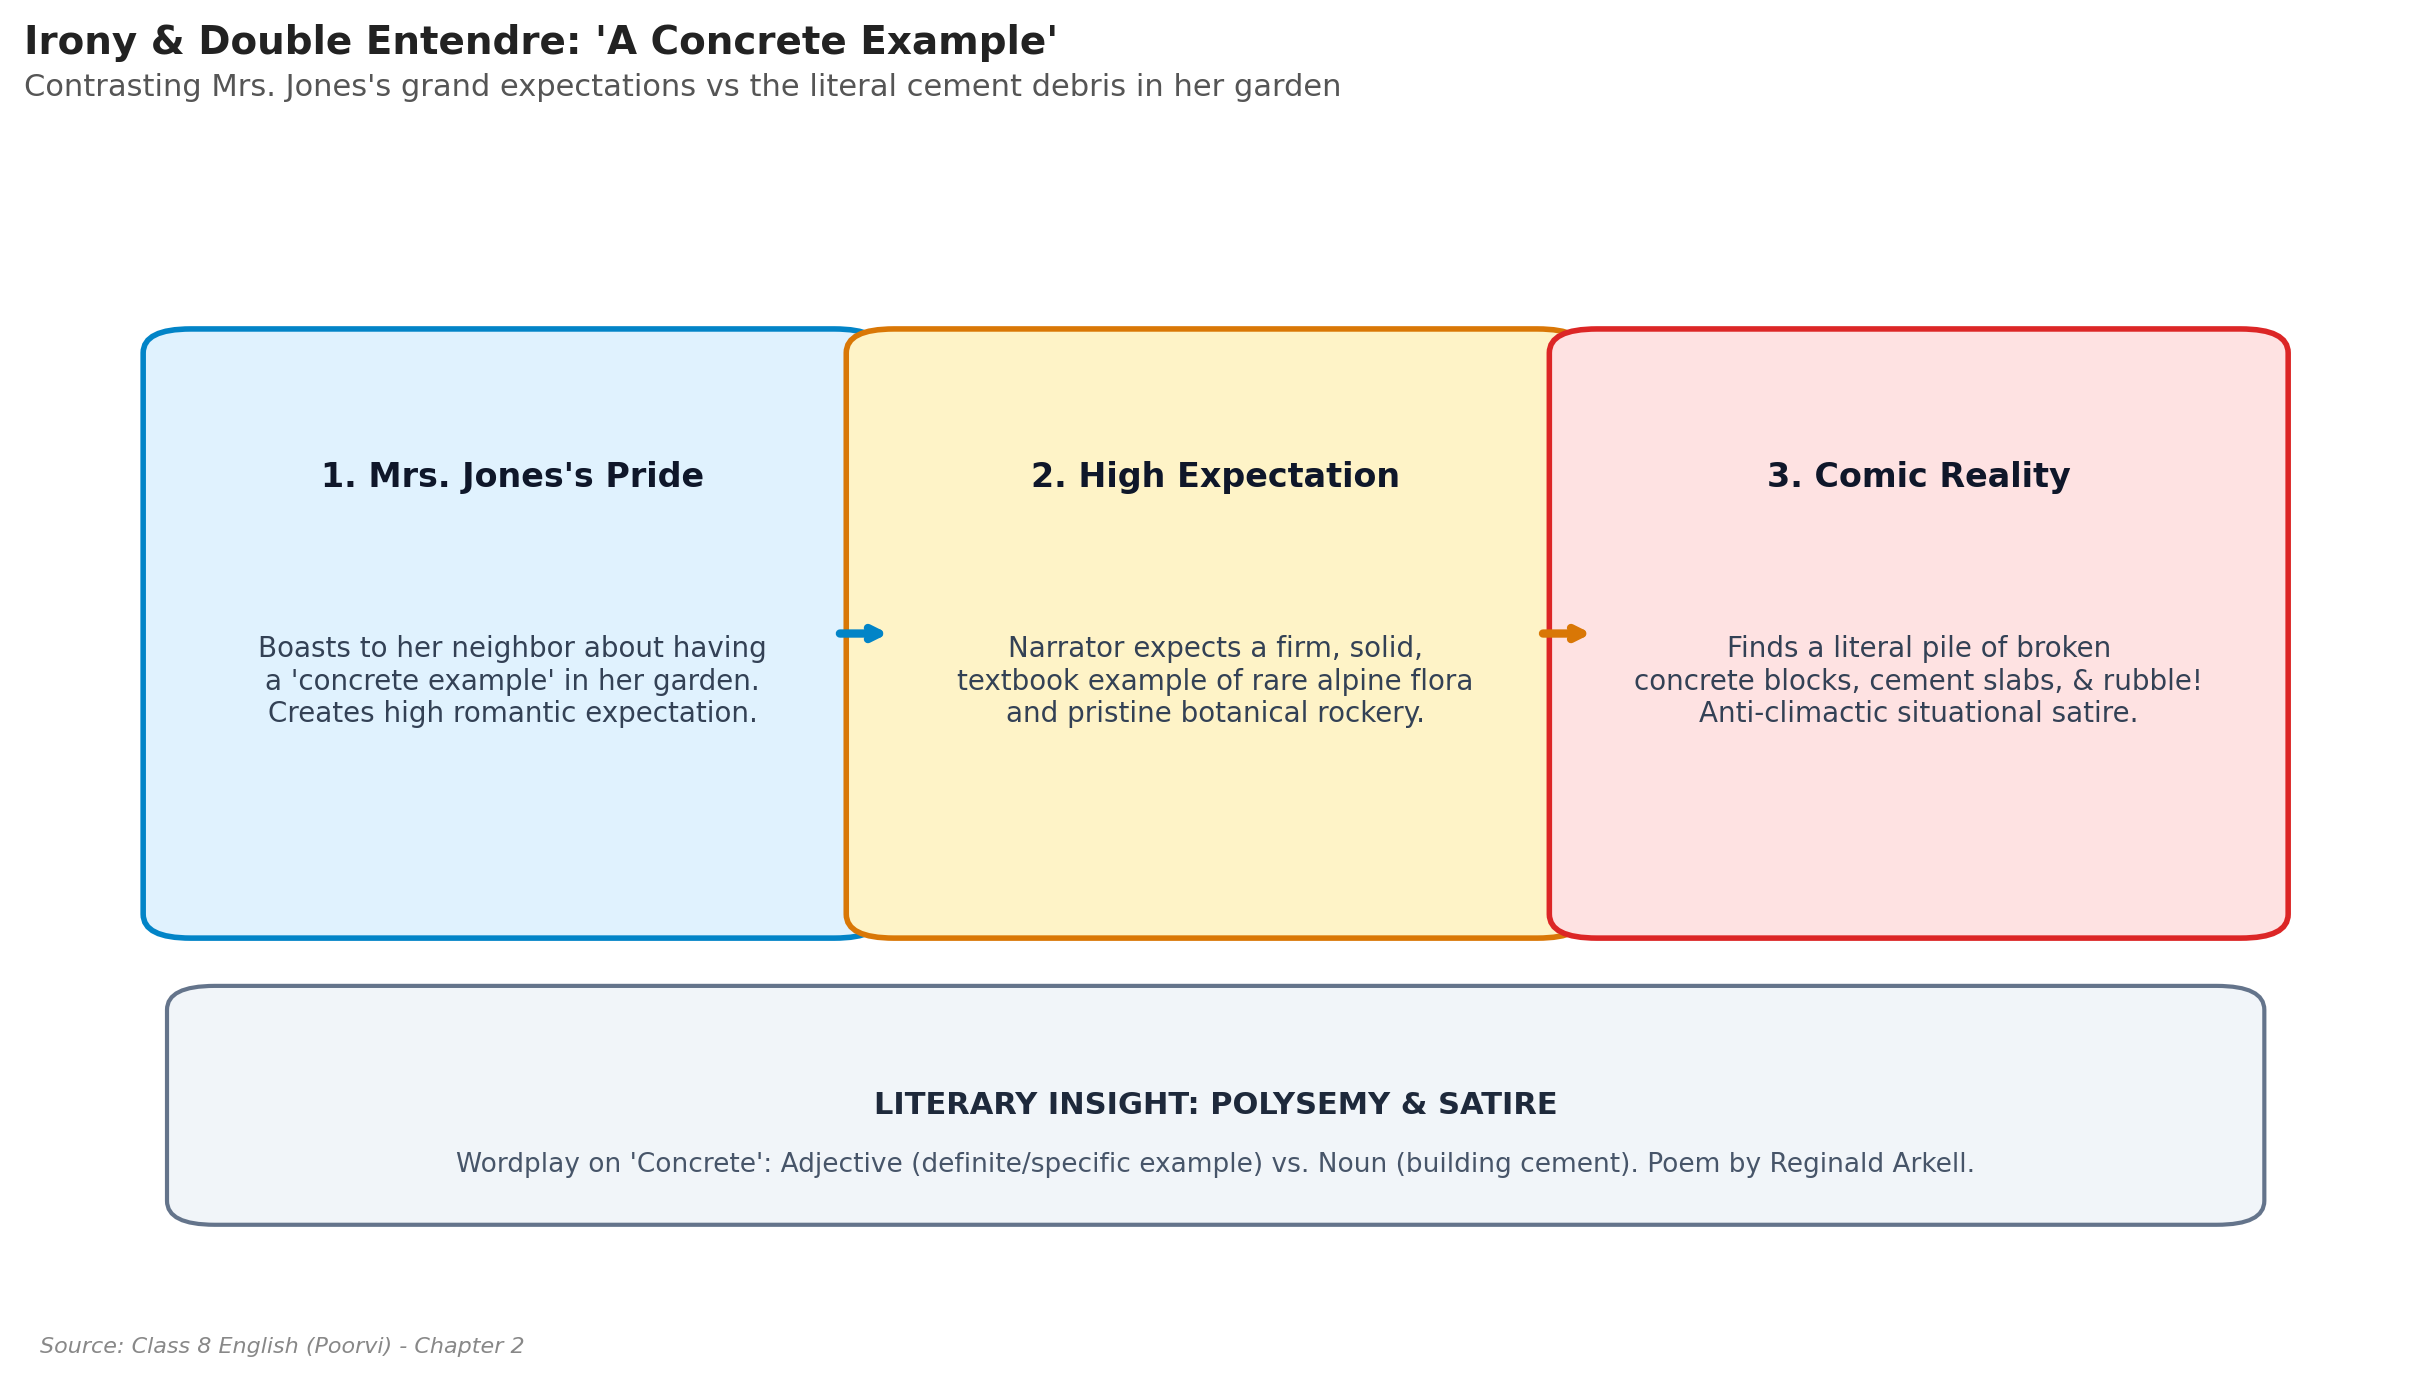 Irony & Double Entendre: 'A Concrete Example'
Contrasting Mrs. Jones's grand expectations vs the literal cement debris in her garden
1. Mrs. Jones's Pride
Boasts to her neighbor about having
a 'concrete example' in her garden.
Creates high romantic expectation.
2. High Expectation
Narrator expects a firm, solid,
textbook example of rare alpine flora
and pristine botanical rockery.
3. Comic Reality
Finds a literal pile of broken
concrete blocks, cement slabs, & rubble!
Anti-climactic situational satire.
LITERARY INSIGHT: POLYSEMY & SATIRE
Wordplay on 'Concrete': Adjective (definite/specific example) vs. Noun (building cement). Poem by Reginald Arkell.
Source: Class 8 English (Poorvi) - Chapter 2